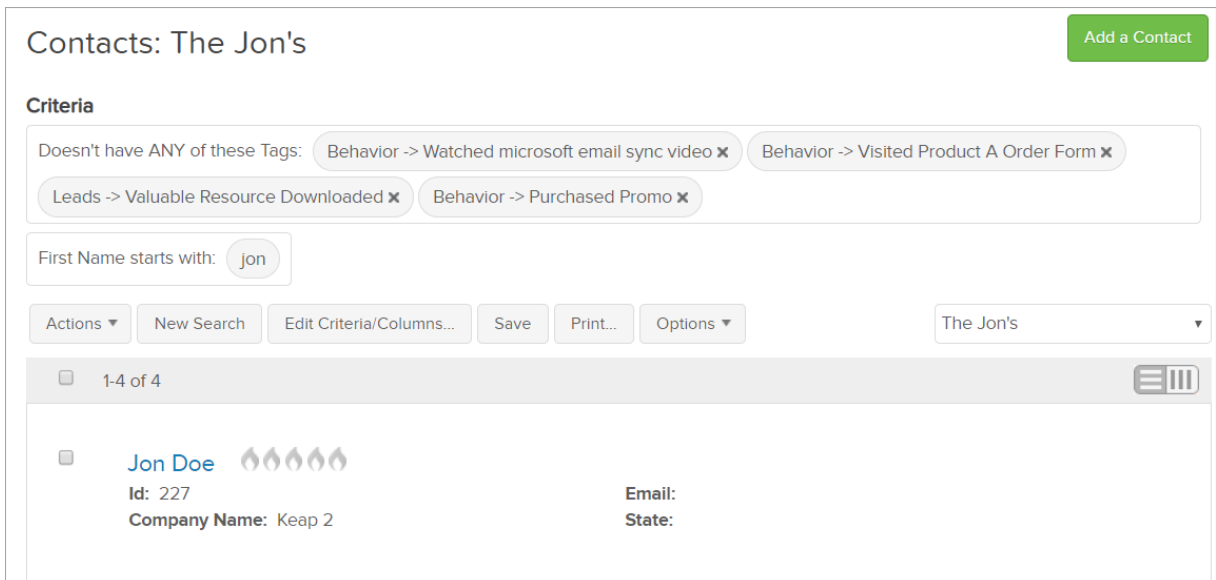 Contacts: The Jon's
Add a Contact
Criteria
Doesn't have ANY of these Tags: Behavior -> Watched microsoft email sync video × Behavior -> Visited Product A Order Form ×
Leads -> Valuable Resource Downloaded × Behavior -> Purchased Promo ×
First Name starts with: jon
Actions ▼ New Search Edit Criteria/Columns... Save Print... Options ▼ The Jon's ▼
1-4 of 4
Jon Doe
Id: 227 Email:
Company Name: Keap 2 State: